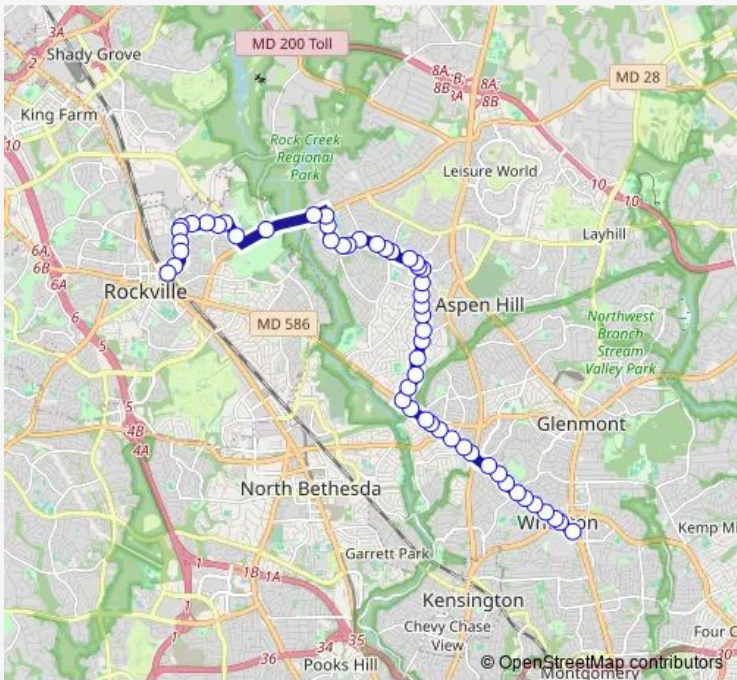 3A
Shady Grove
2
MD 200 Toll
8A;
8B;
8A;
8B
MD 28
King Farm
10
Rock Creek
Regional
Park
Leisure World
10
Layhill
6A;
6B
6A;
6B
Rockville
6
5
MD 586
Aspen Hill
Northwest
Branch
Stream
Valley Park
5
4B
4A
Glenmont
North Bethesda
Kemp Mi
Garrett Park
1
1B 1A
Kensington
1
Chevy Chase
View
34
35
36
Pooks Hill
Four C
30
Montgomery
© OpenStreetMap contributors